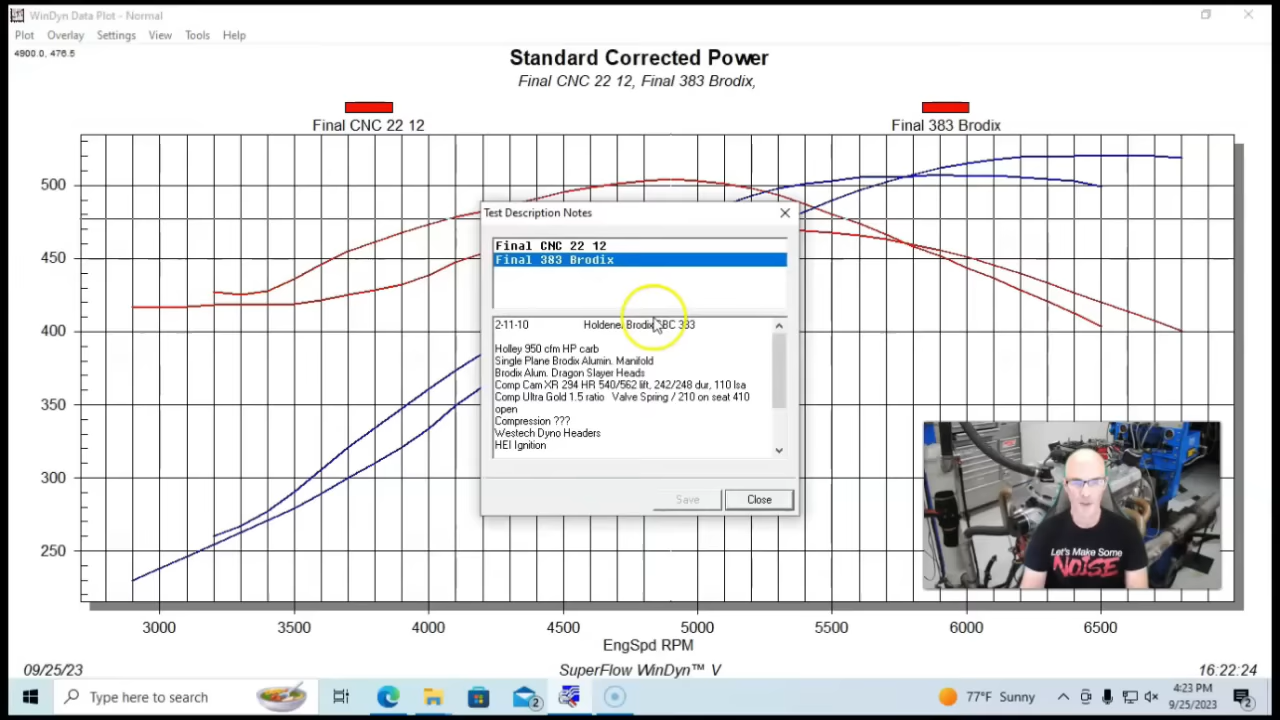 WinDyn Data Plot - Normal
Plot Overlay Settings View Tools Help
4900.0, 476.5
Standard Corrected Power
Final CNC 22 12, Final 383 Brodix,
Final CNC 22 12
Final 383 Brodix
500
450
400
350
300
250
Test Description Notes
Final CNC 22 12
Final 383 Brodix
2-11-10 Holdener Brodix SBC 383
Holley 950 cfm HP carb
Single Plane Brodix Alumin. Manifold
Brodix Alum. Dragon Slayer Heads
Comp Cam XR 294 HR 540/562 lift, 242/248 dur, 110 lsa
Comp Ultra Gold 1.5 ratio Valve Spring / 210 on seat 410
open
Compression ???
Westech Dyno Headers
HEI Ignition
Save Close
LET'S MAKE SOME
NOISE
3000 3500 4000 4500 5000 5500 6000 6500
EngSpd RPM
09/25/23
SuperFlow WinDyn™ V
16:22:24
Type here to search
2
77°F Sunny
4:23 PM
9/25/2023
2